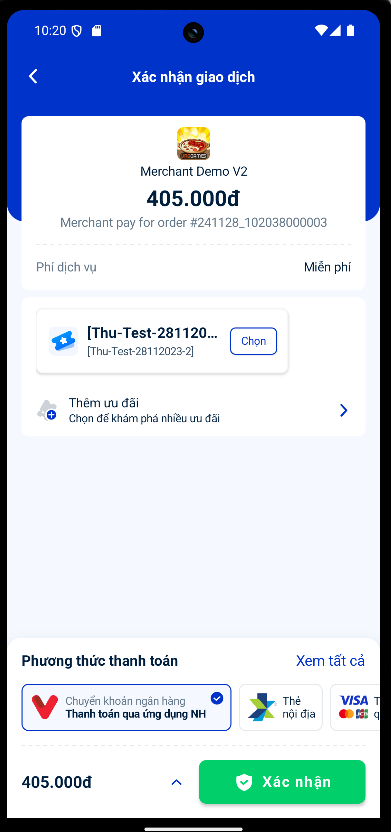 10:20
Xác nhận giao dịch
Merchant Demo V2
405.000đ
Merchant pay for order #241128_102038000003
Phí dịch vụ
Miễn phí
[Thu-Test-281120...
[Thu-Test-28112023-2]
Chọn
Thêm ưu đãi
Chọn để khám phá nhiều ưu đãi
Phương thức thanh toán
Xem tất cả
Chuyển khoản ngân hàng
Thanh toán qua ứng dụng NH
Thẻ
nội địa
VISA
JCB
405.000đ
Xác nhận